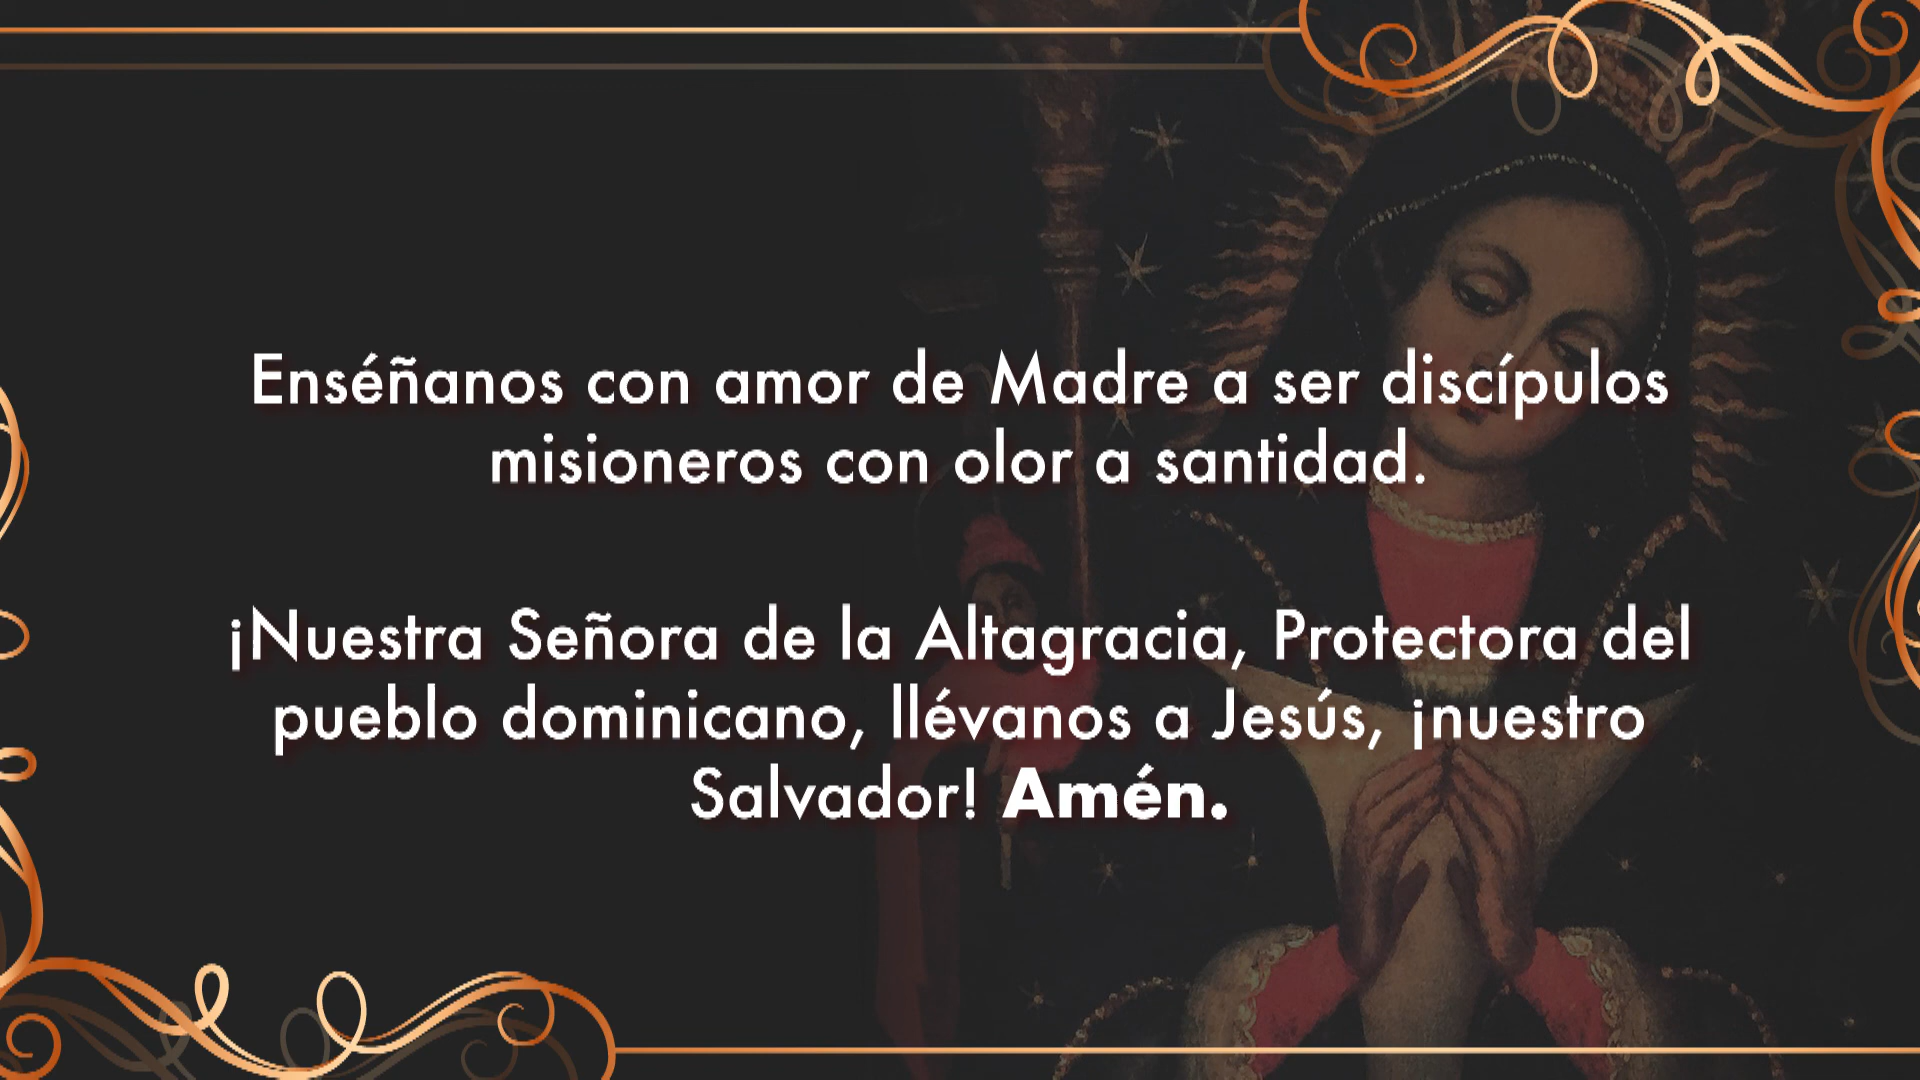 Enséñanos con amor de Madre a ser discípulos
misioneros con olor a santidad.
¡Nuestra Señora de la Altagracia, Protectora del
pueblo dominicano, llévanos a Jesús, ¡nuestro
Salvador! Amén.